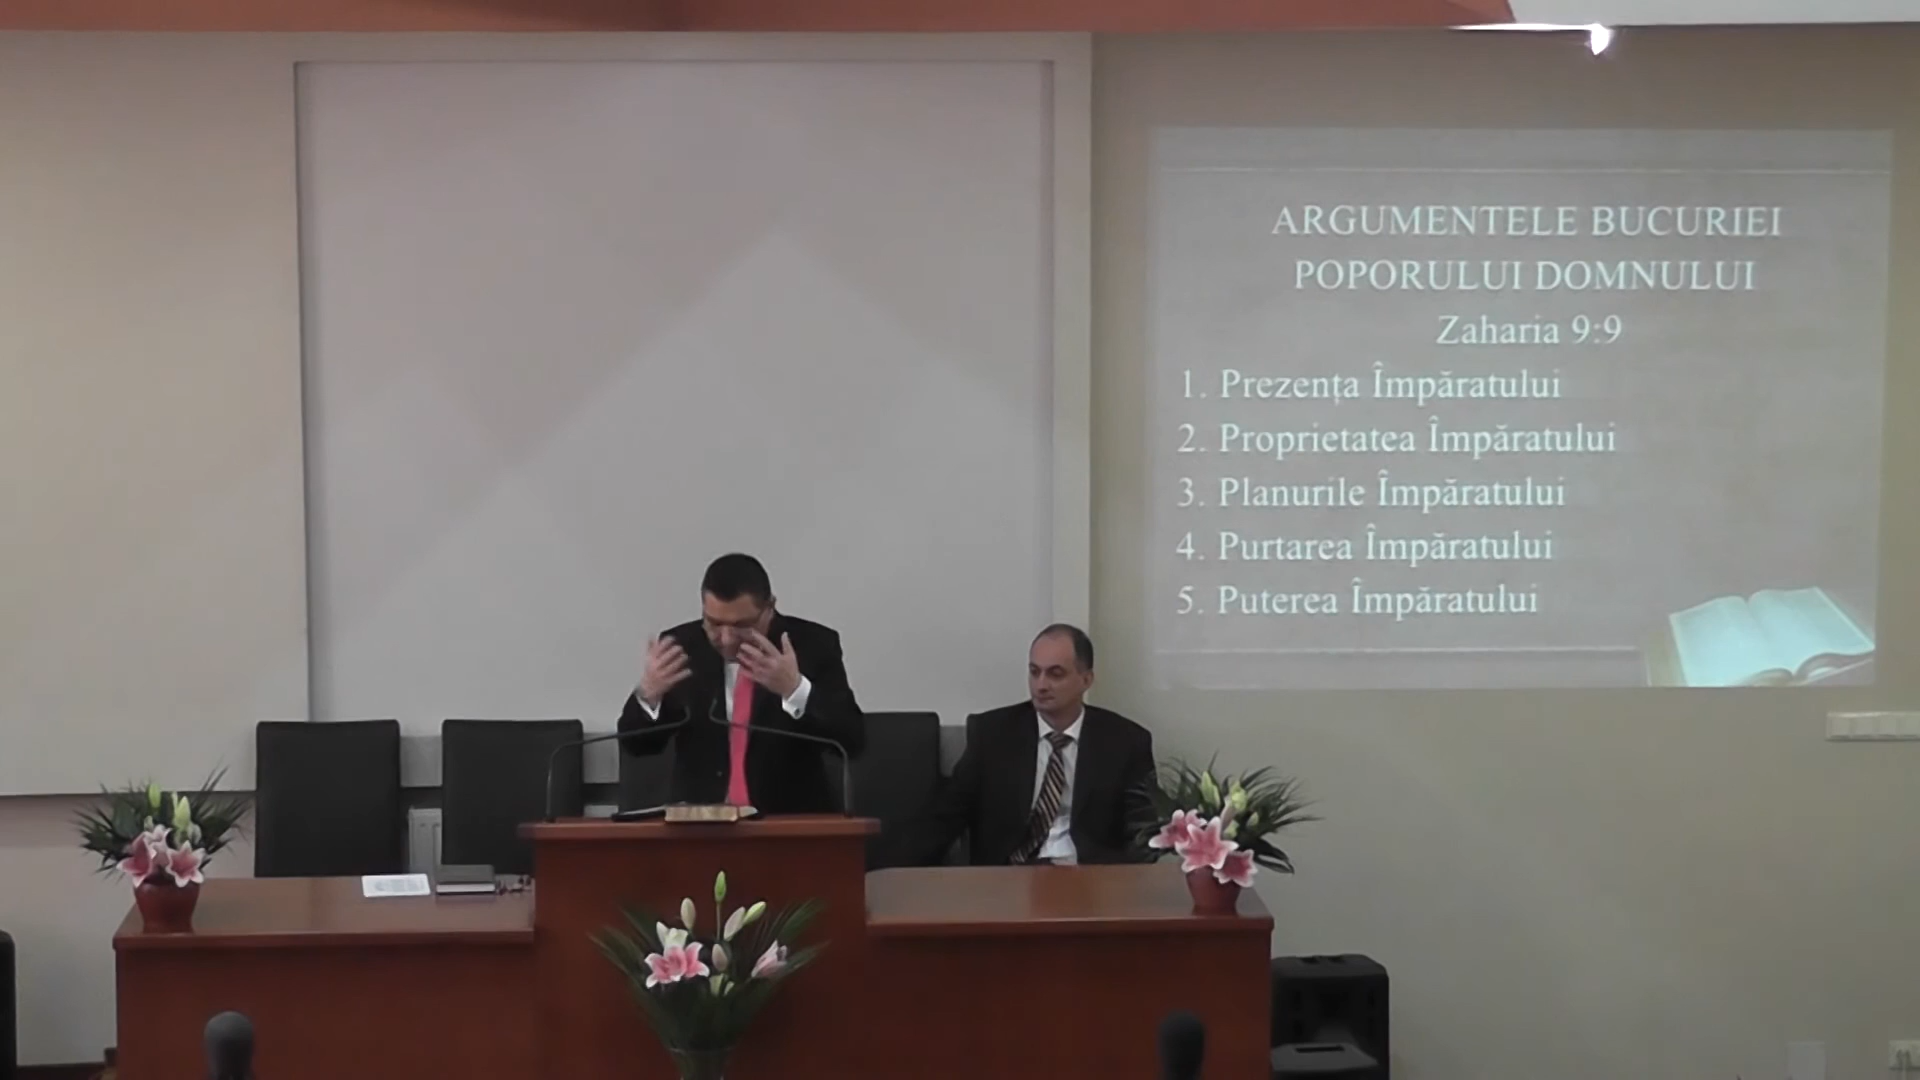 ARGUMENTELE BUCURIEI
POPORULUI DOMNULUI
Zaharia 9:9
1. Prezența Împăratului
2. Proprietatea Împăratului
3. Planurile Împăratului
4. Purtarea Împăratului
5. Puterea Împăratului